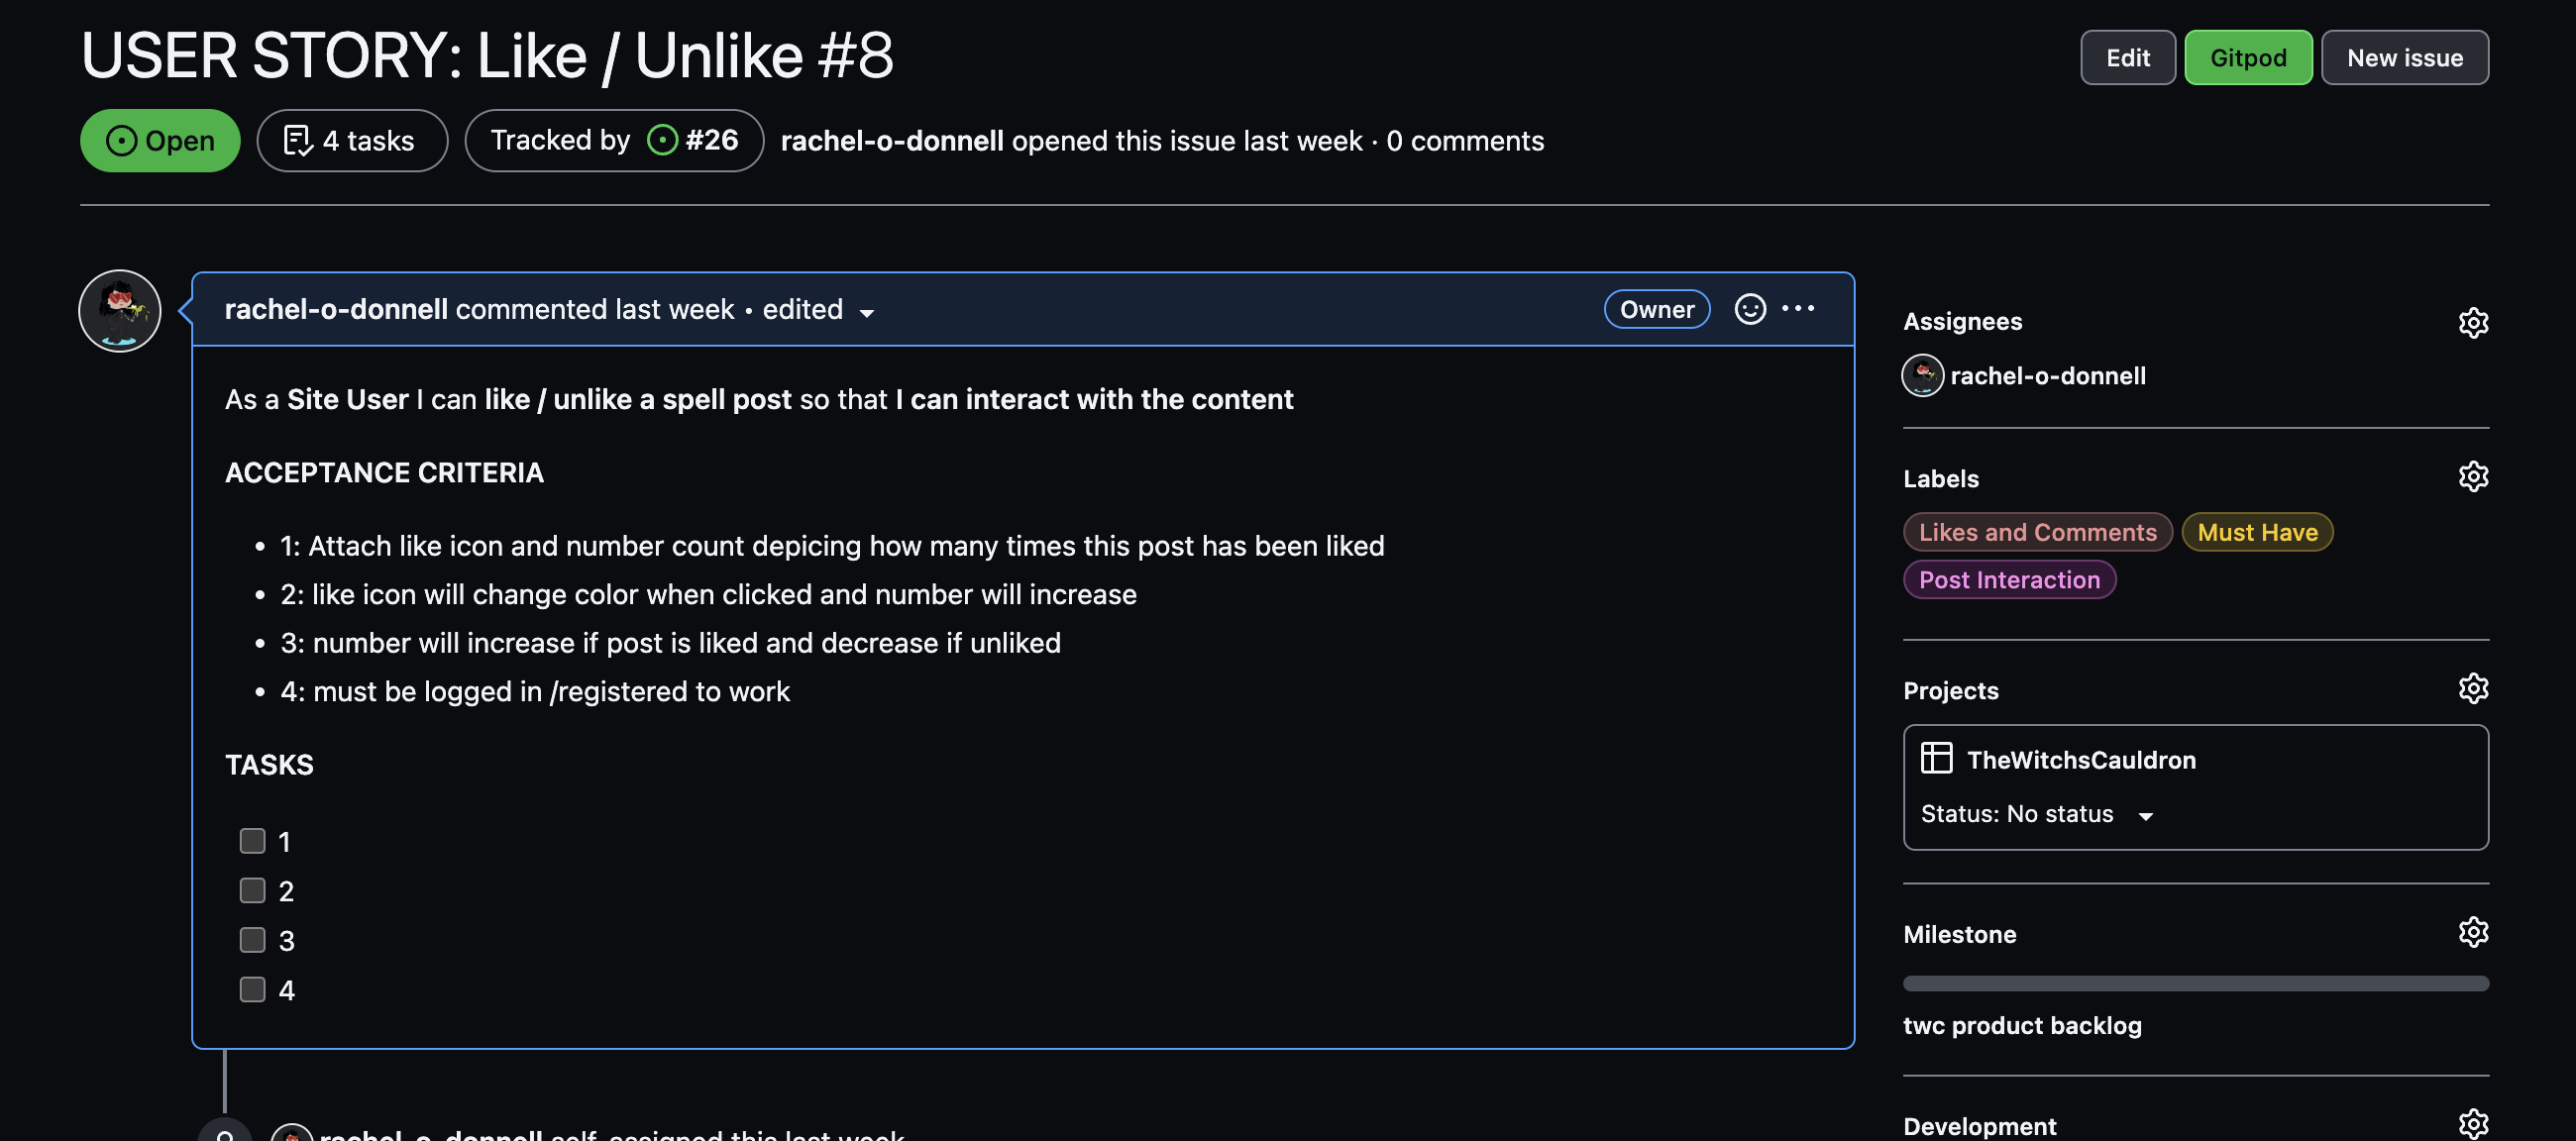 USER STORY: Like / Unlike #8
Edit
Gitpod
New issue
Open
4 tasks
Tracked by #26
rachel-o-donnell opened this issue last week · 0 comments
rachel-o-donnell commented last week • edited
Owner
As a Site User I can like / unlike a spell post so that I can interact with the content
ACCEPTANCE CRITERIA
• 1: Attach like icon and number count depicing how many times this post has been liked
• 2: like icon will change color when clicked and number will increase
• 3: number will increase if post is liked and decrease if unliked
• 4: must be logged in /registered to work
TASKS
1
2
3
4
rachel-o-donnell self-assigned this last week
Assignees
rachel-o-donnell
Labels
Likes and Comments
Must Have
Post Interaction
Projects
TheWitchsCauldron
Status: No status
Milestone
twc product backlog
Development